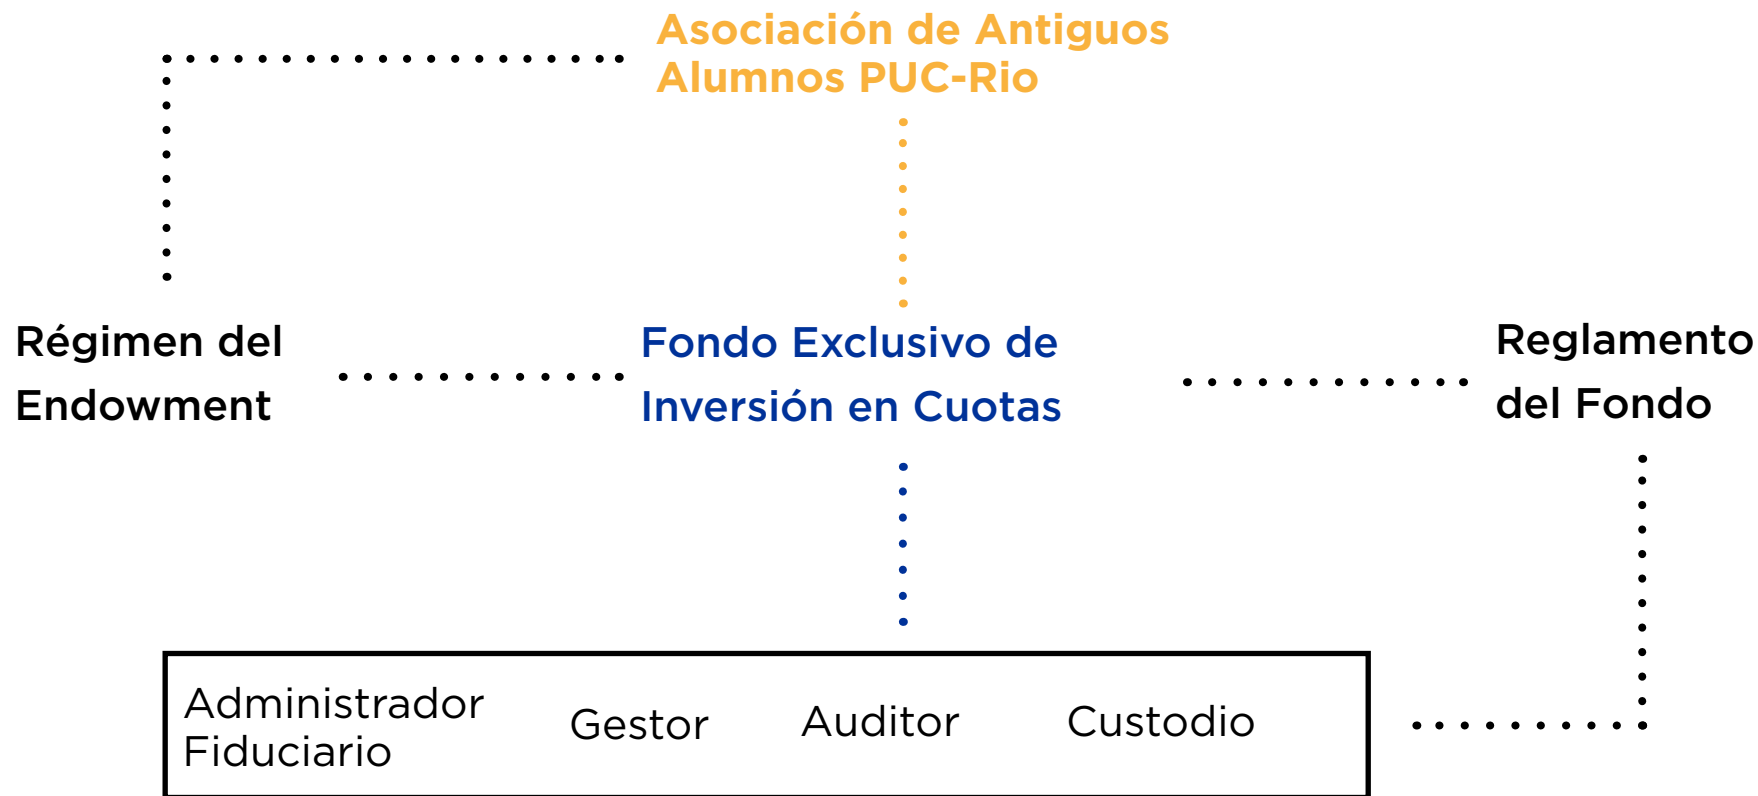 Asociación de Antiguos
Alumnos PUC-Rio
Régimen del
Endowment
Fondo Exclusivo de
Inversión en Cuotas
Reglamento
del Fondo
Administrador
Fiduciario
Gestor
Auditor
Custodio